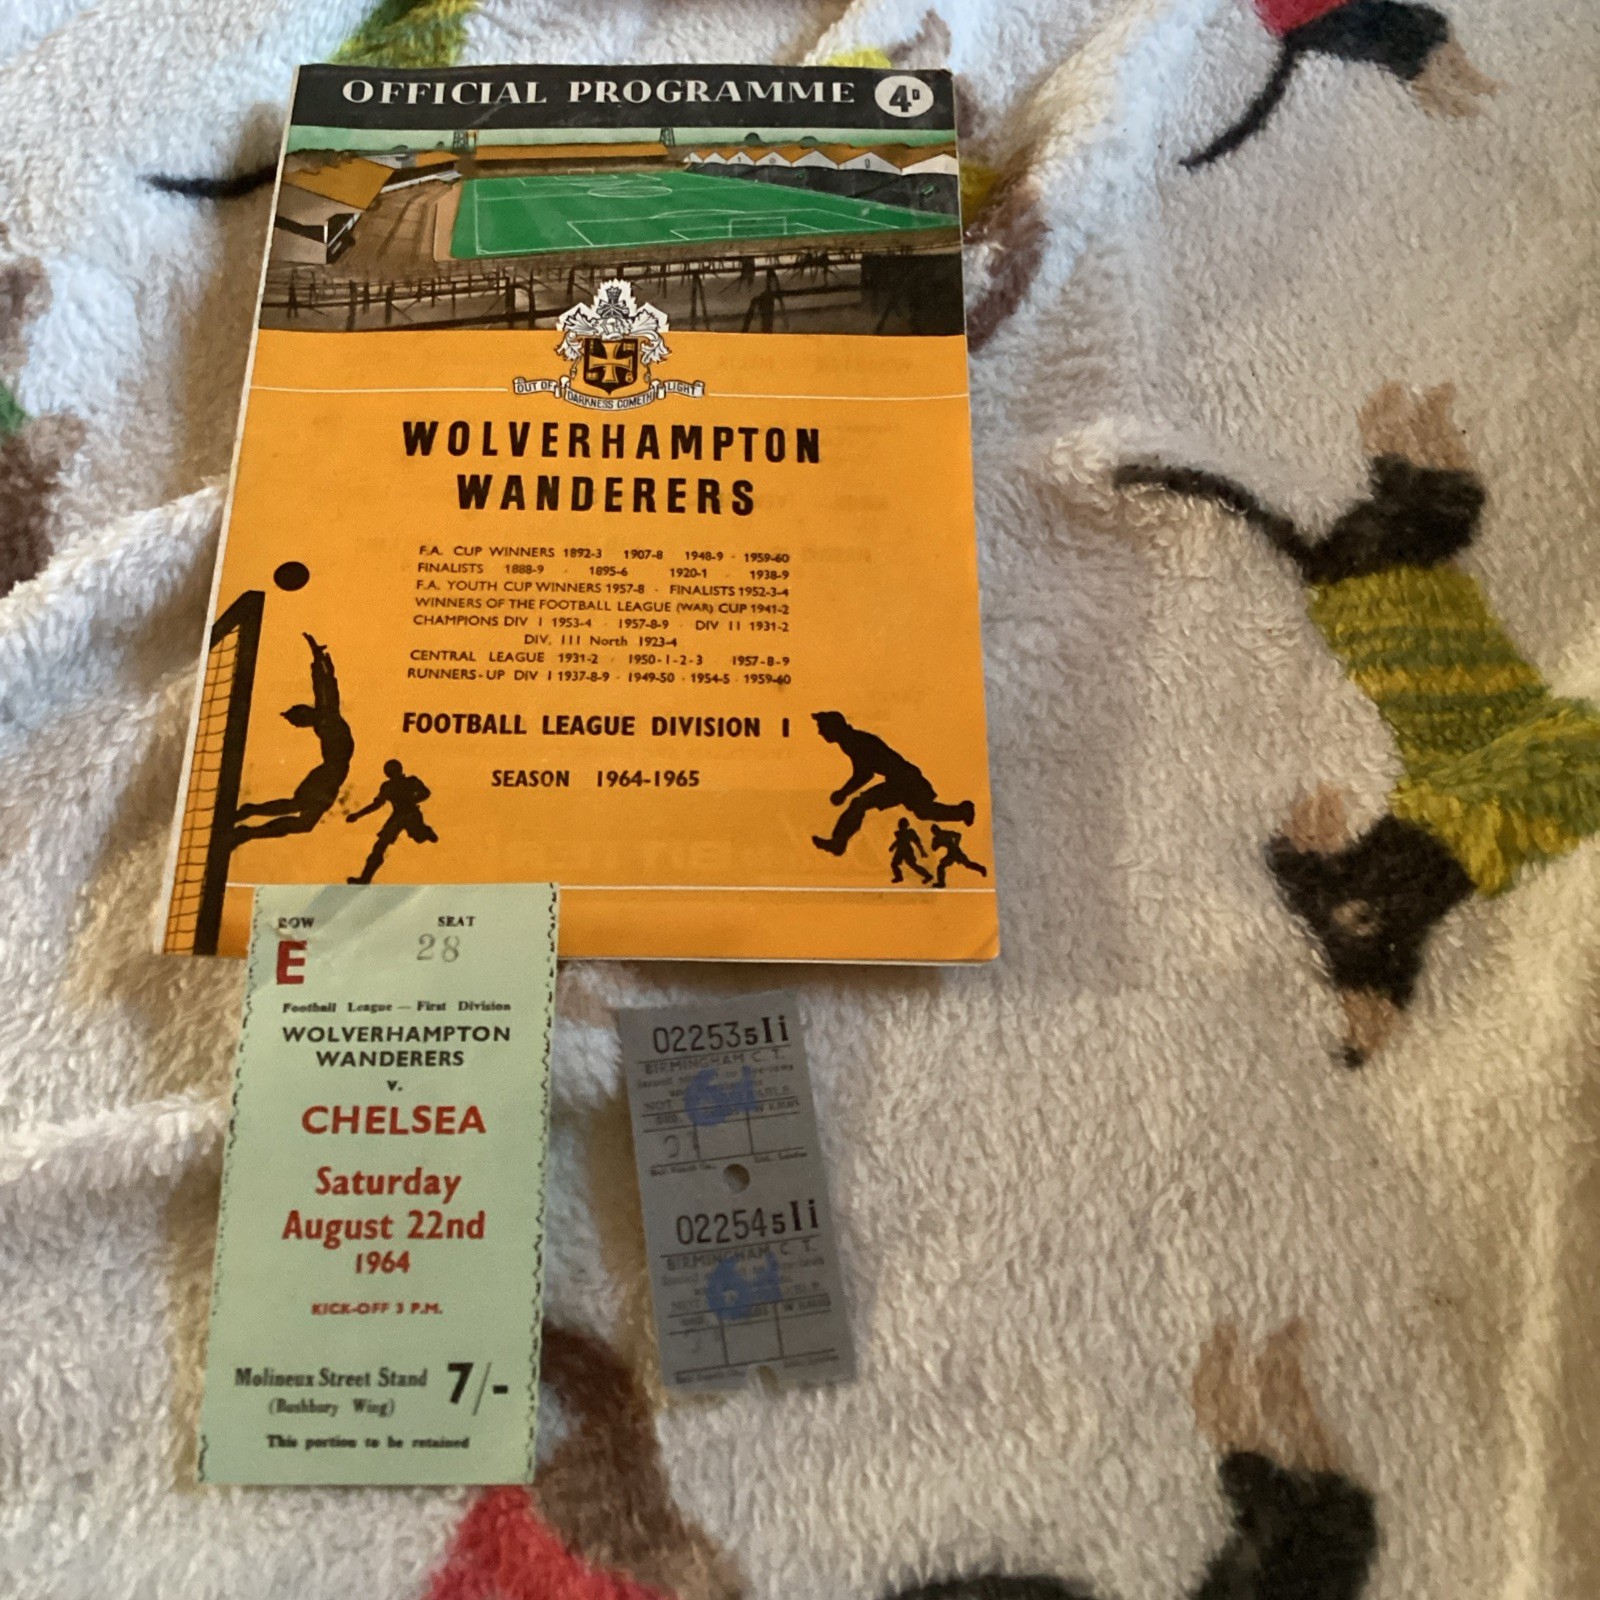 OFFICIAL PROGRAMME 4D
OUT OF DARKNESS COMETH LIGHT
WOLVERHAMPTON
WANDERERS
F.A. CUP WINNERS 1892-3 1907-8 1948-9 · 1959-60
FINALISTS 1888-9 · 1895-6 1920-1 · 1938-9
F.A. YOUTH CUP WINNERS 1957-8 · FINALISTS 1952-3-4
WINNERS OF THE FOOTBALL LEAGUE (WAR) CUP 1941-2
CHAMPIONS DIV I 1953-4 · 1957-8-9 · DIV II 1931-2
DIV. III North 1923-4
CENTRAL LEAGUE 1931-2 · 1950-1-2-3 · 1957-8-9
RUNNERS-UP DIV I 1937-8-9 · 1949-50 · 1954-5 · 1959-60
FOOTBALL LEAGUE DIVISION I
SEASON 1964-1965
ROW SEAT
E 28
Football League — First Division
WOLVERHAMPTON
WANDERERS
v.
CHELSEA
Saturday
August 22nd
1964
KICK-OFF 3 P.M.
Molineux Street Stand 7/-
(Bushbury Wing)
This portion to be retained
02253 5Ii
BIRMINGHAM C. T.
6d
02254 5Ii
BIRMINGHAM C. T.
6d